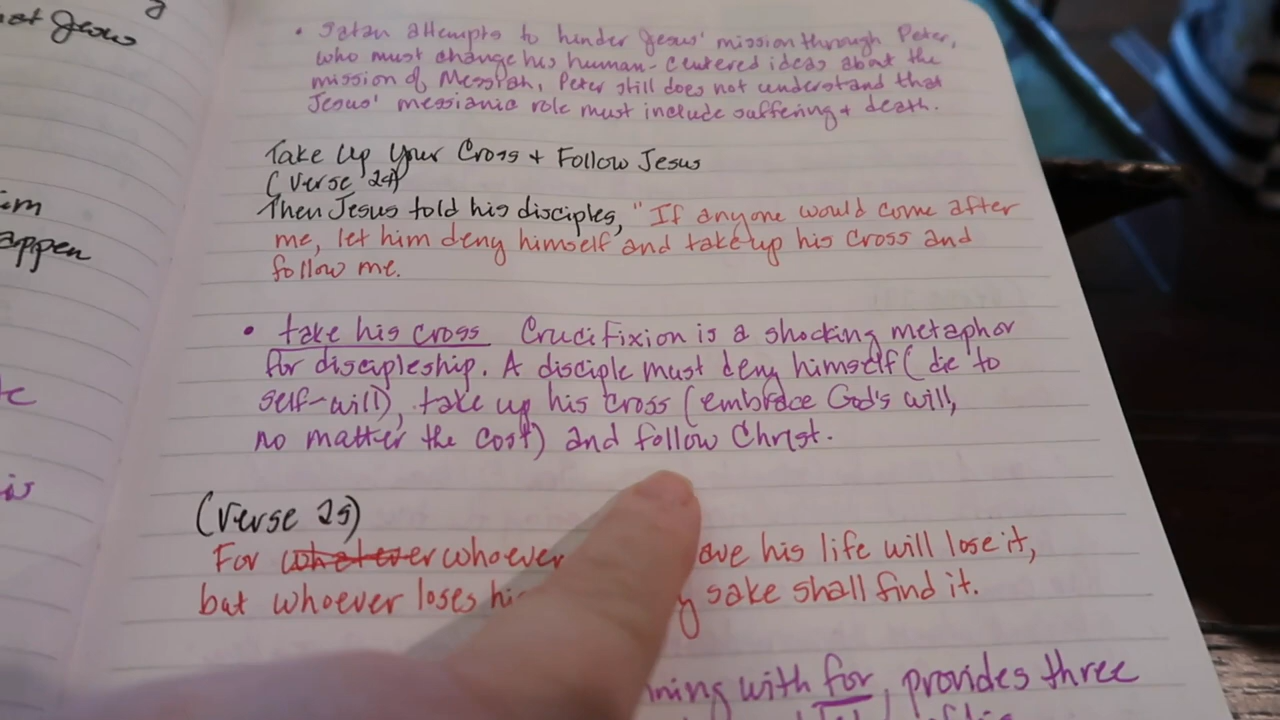 • Satan attempts to hinder Jesus' mission through Peter,
who must change his human-centered ideas about the
mission of Messiah, Peter still does not understand that
Jesus' messianic role must include suffering + death.
Take Up Your Cross + Follow Jesus
(Verse 24)
Then Jesus told his disciples, "If anyone would come after
me, let him deny himself and take up his cross and
follow me.
• take his cross Crucifixion is a shocking metaphor
for discipleship. A disciple must deny himself (die to
self-will), take up his cross (embrace God's will,
no matter the cost) and follow Christ.
(Verse 25)
For whoever his life will lose it,
but whoever loses sake shall find it.
with for, provides three